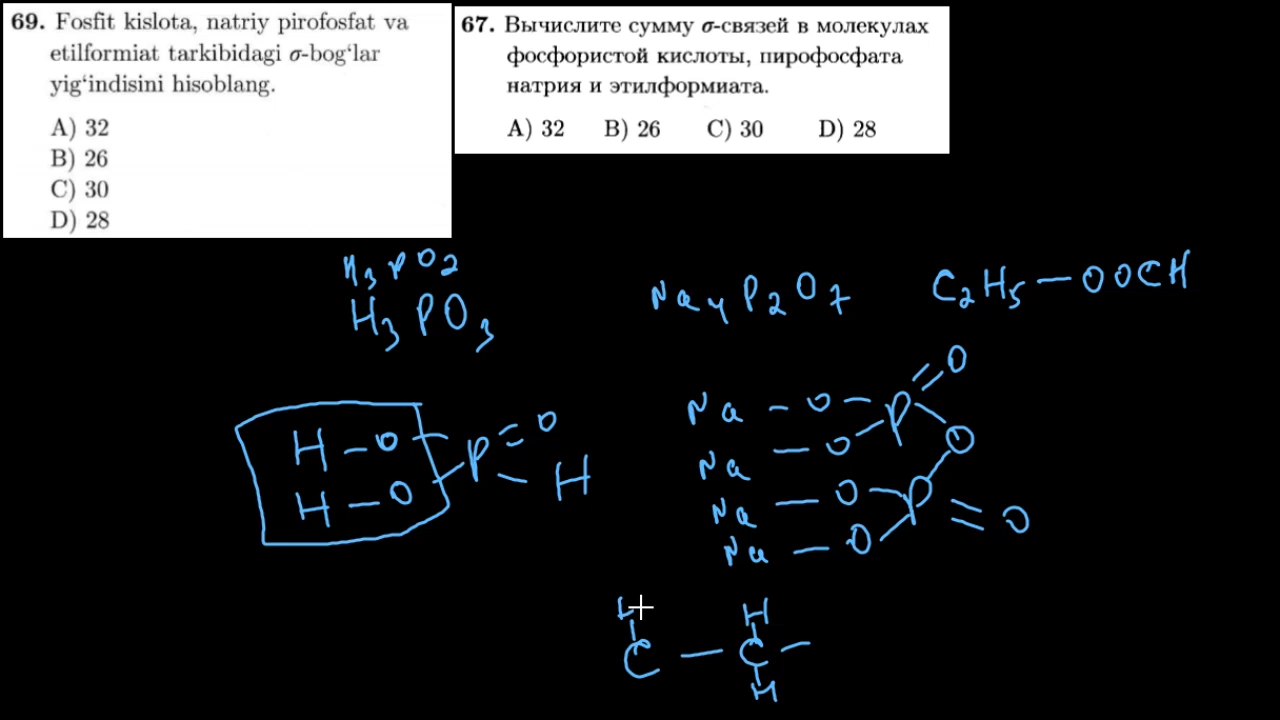 69. Fosfit kislota, natriy pirofosfat va
etilformiat tarkibidagi σ-bog‘lar
yig‘indisini hisoblang.
A) 32
B) 26
C) 30
D) 28
67. Вычислите сумму σ-связей в молекулах
фосфористой кислоты, пирофосфата
натрия и этилформиата.
A) 32 B) 26 C) 30 D) 28
H3PO2
H3PO3
Na4P2O7
C2H5—OOCH
H—O—P=O
H—O—P—H
Na—O—P=O
Na—O—P—O
Na—O—P
Na—O—P=O
H H
C—C—
H